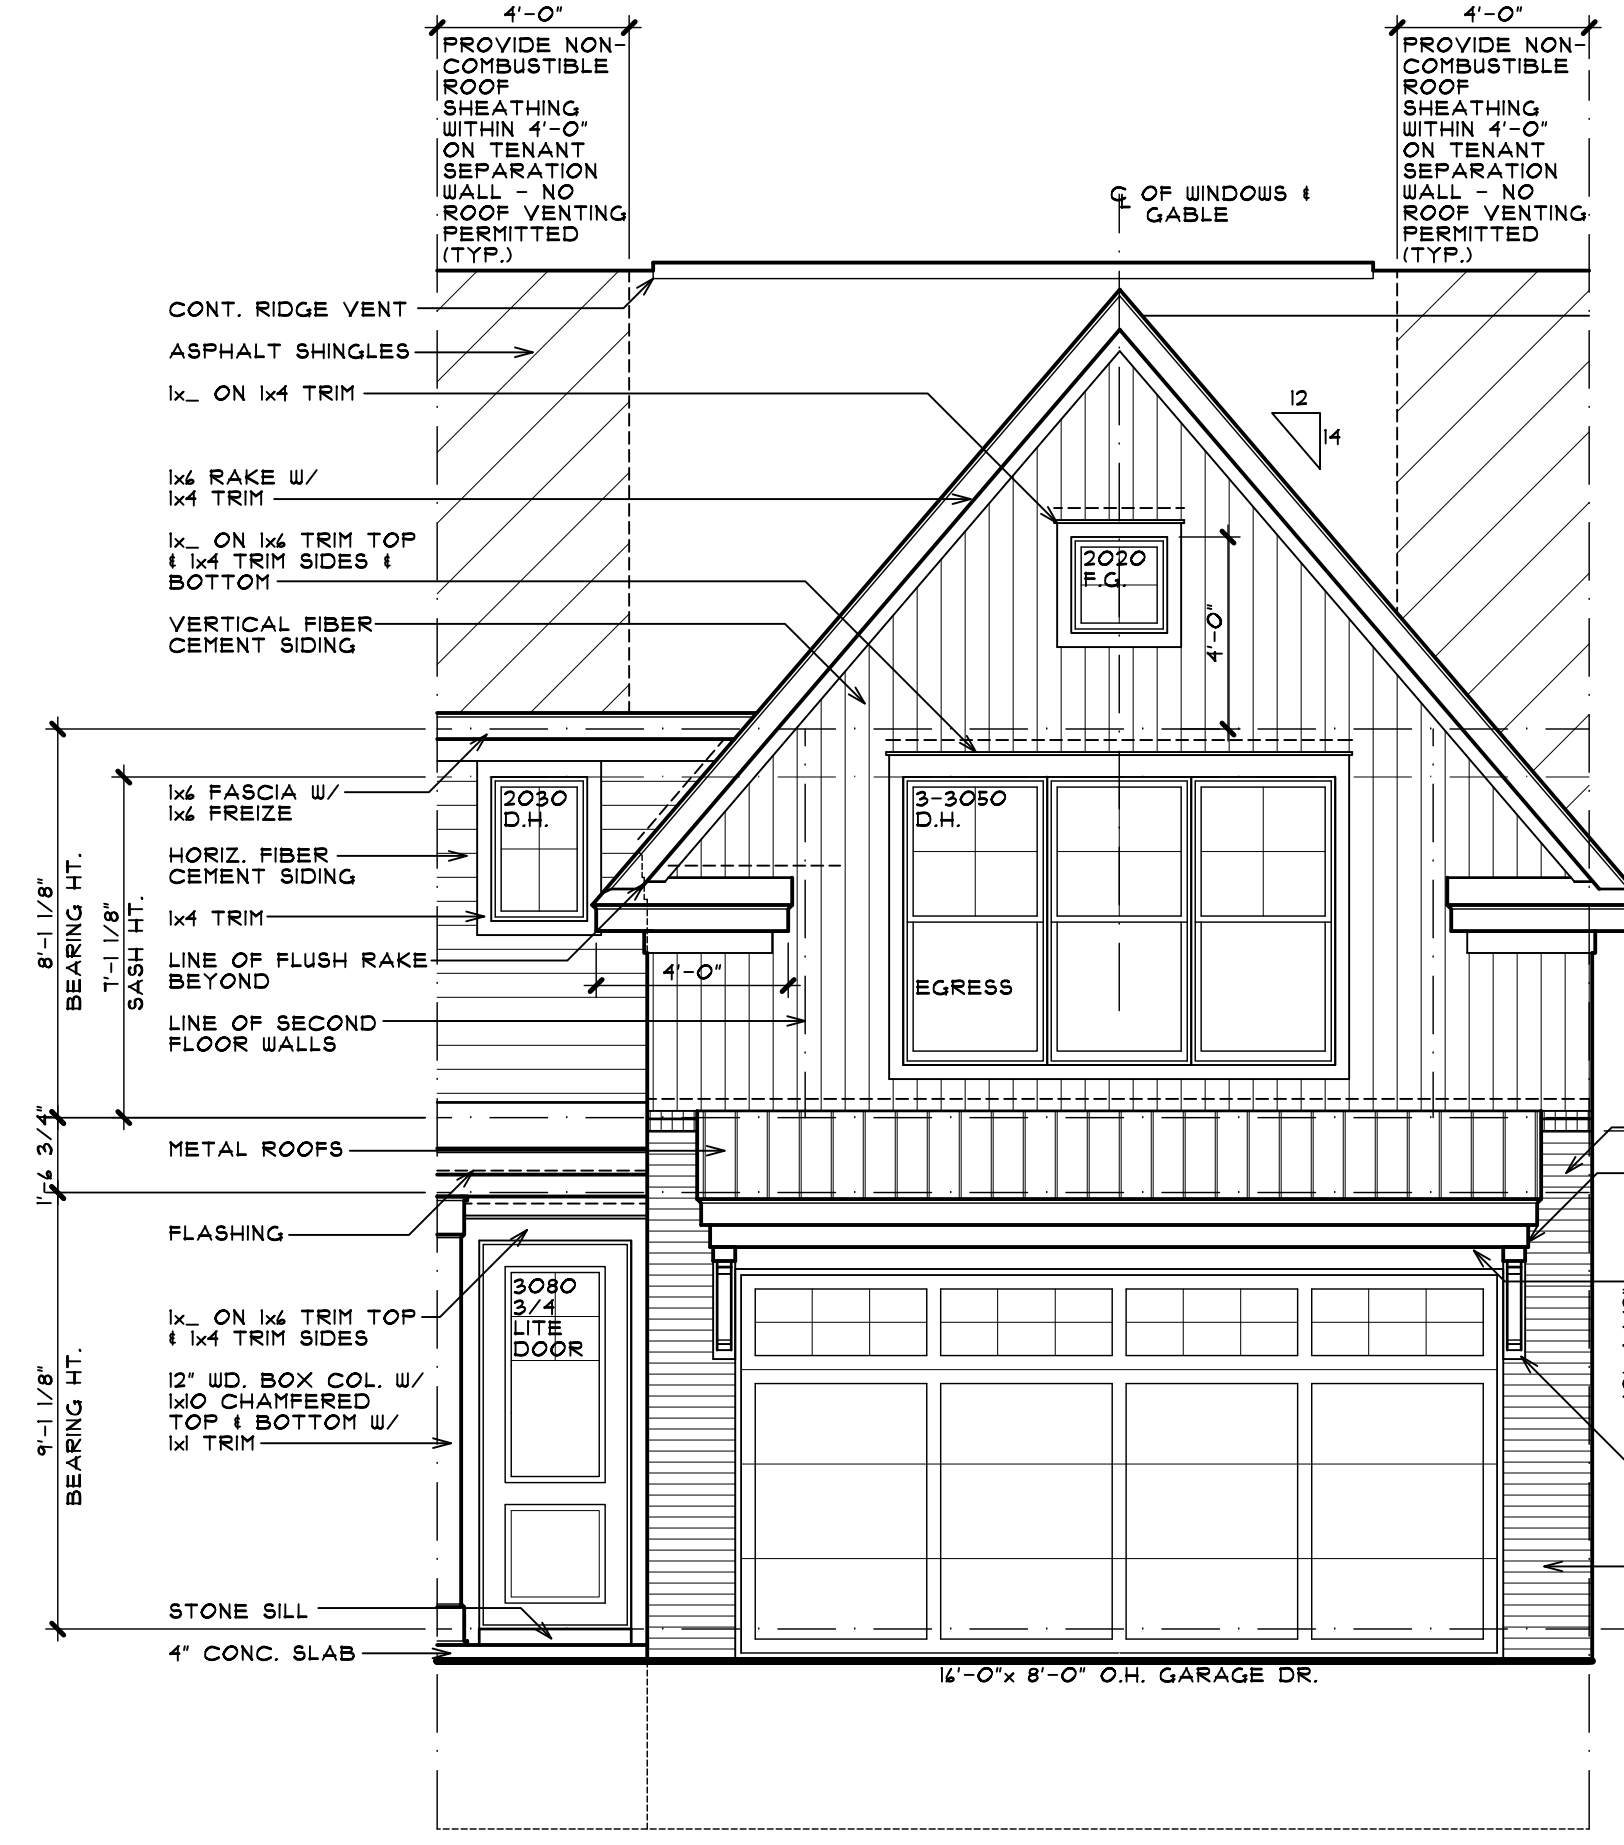 4'-0"
PROVIDE NON-
COMBUSTIBLE
ROOF
SHEATHING
WITHIN 4'-0"
ON TENANT
SEPARATION
WALL - NO
ROOF VENTING
PERMITTED
(TYP.)
4'-0"
PROVIDE NON-
COMBUSTIBLE
ROOF
SHEATHING
WITHIN 4'-0"
ON TENANT
SEPARATION
WALL - NO
ROOF VENTING
PERMITTED
(TYP.)
℄ OF WINDOWS &
GABLE
CONT. RIDGE VENT
ASPHALT SHINGLES
1x_ ON 1x4 TRIM
12
14
1x6 RAKE W/
1x4 TRIM
1x_ ON 1x6 TRIM TOP
& 1x4 TRIM SIDES &
BOTTOM
2020
F.G.
4'-0"
VERTICAL FIBER
CEMENT SIDING
1x6 FASCIA W/
1x6 FREIZE
2030
D.H.
3-3050
D.H.
HORIZ. FIBER
CEMENT SIDING
1x4 TRIM
8'-1 1/8"
BEARING HT.
7'-1 1/8"
SASH HT.
LINE OF FLUSH RAKE
BEYOND
4'-0"
EGRESS
LINE OF SECOND
FLOOR WALLS
1'-6 3/4"
METAL ROOFS
FLASHING
3080
3/4
LITE
DOOR
1x_ ON 1x6 TRIM TOP
& 1x4 TRIM SIDES
12" WD. BOX COL. W/
1x10 CHAMFERED
TOP & BOTTOM W/
1x1 TRIM
9'-1 1/8"
BEARING HT.
STONE SILL
4" CONC. SLAB
16'-0"x 8'-0" O.H. GARAGE DR.